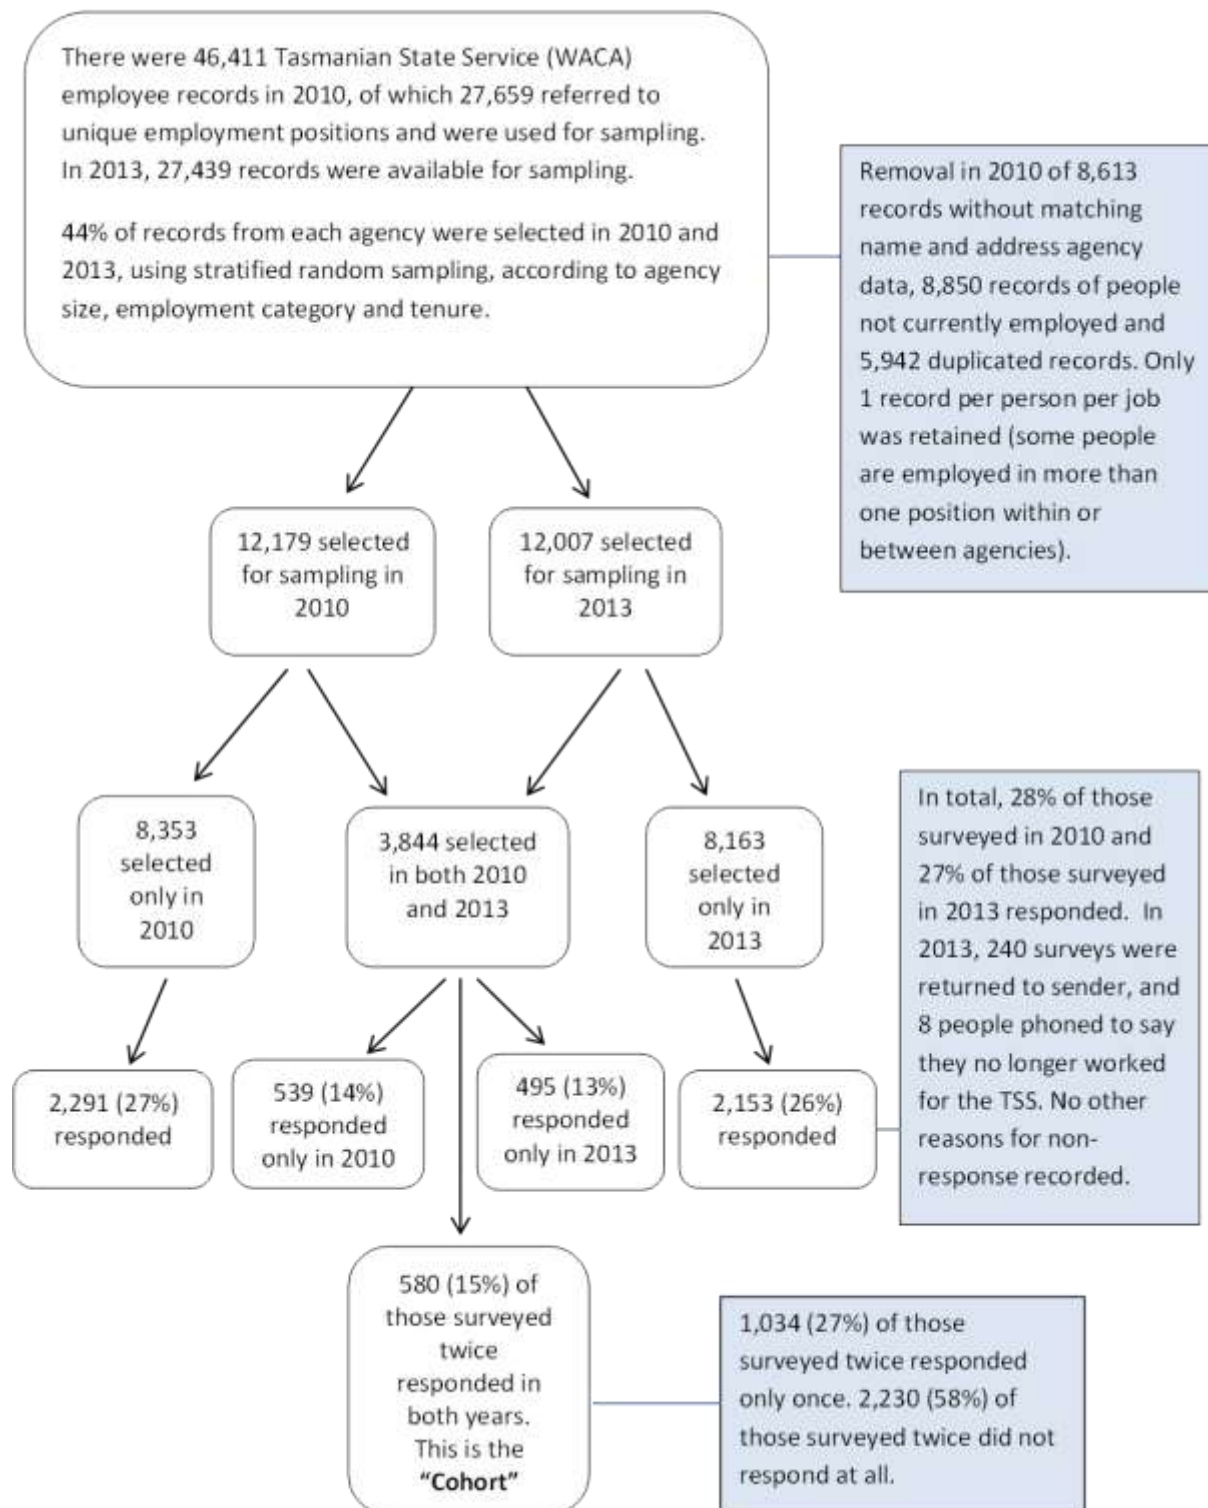 There were 46,411 Tasmanian State Service (WACA)
employee records in 2010, of which 27,659 referred to
unique employment positions and were used for sampling.
In 2013, 27,439 records were available for sampling.
44% of records from each agency were selected in 2010 and
2013, using stratified random sampling, according to agency
size, employment category and tenure.
Removal in 2010 of 8,613
records without matching
name and address agency
data, 8,850 records of people
not currently employed and
5,942 duplicated records. Only
1 record per person per job
was retained (some people
are employed in more than
one position within or
between agencies).
12,179 selected
for sampling in
2010
12,007 selected
for sampling in
2013
8,353
selected
only in
2010
3,844 selected
in both 2010
and 2013
8,163
selected
only in
2013
In total, 28% of those
surveyed in 2010 and
27% of those surveyed
in 2013 responded. In
2013, 240 surveys were
returned to sender, and
8 people phoned to say
they no longer worked
for the TSS. No other
reasons for non-
response recorded.
2,291 (27%)
responded
539 (14%)
responded
only in 2010
495 (13%)
responded
only in 2013
2,153 (26%)
responded
580 (15%) of
those surveyed
twice
responded in
both years.
This is the
"Cohort"
1,034 (27%) of those
surveyed twice responded
only once. 2,230 (58%) of
those surveyed twice did not
respond at all.